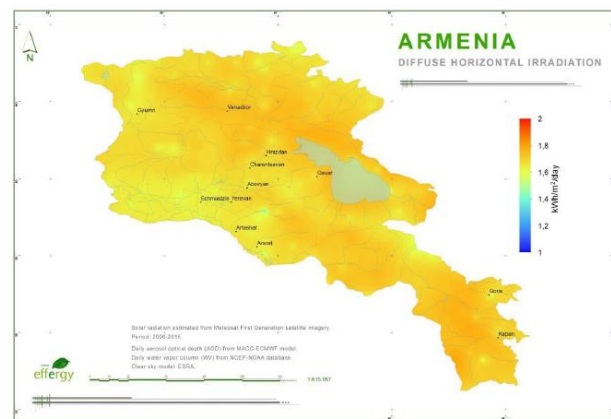 ARMENIA
DIFFUSE HORIZONTAL IRRADIATION
N
Gyumri
Vanadzor
Hrazdan
Charentsavan
Gavar
Abovyan
Echmiadzin Yerevan
Artashat
Ararat
Goris
Kapan
2
1,8
1,6
1,4
1,2
1
kWh/m²/day
Solar radiation estimated from Meteosat First Generation satellite imagery.
Daily aerosol optical depth (AOD) from MACC-ECMWF model.
Daily water vapor column (WV) from NCEP-NOAA database.
Clear sky model: ESRA.
effergy